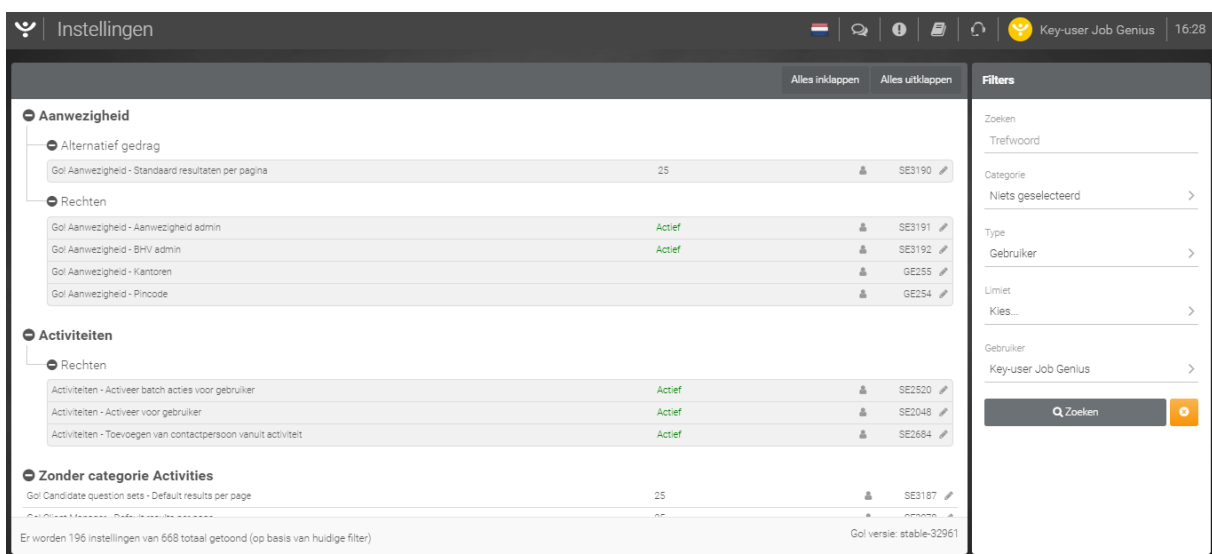 Instellingen
Key-user Job Genius
16:28
Alles inklappen Alles uitklappen
Aanwezigheid
Alternatief gedrag
Go! Aanwezigheid - Standaard resultaten per pagina 25 SE3190
Rechten
Go! Aanwezigheid - Aanwezigheid admin Actief SE3191
Go! Aanwezigheid - BHV admin Actief SE3192
Go! Aanwezigheid - Kantoren GE255
Go! Aanwezigheid - Pincode GE254
Activiteiten
Rechten
Activiteiten - Activeer batch acties voor gebruiker Actief SE2520
Activiteiten - Activeer voor gebruiker Actief SE2048
Activiteiten - Toevoegen van contactpersoon vanuit activiteit Actief SE2684
Zonder categorie Activities
Go! Candidate question sets - Default results per page 25 SE3187
Er worden 196 instellingen van 668 totaal getoond (op basis van huidige filter)
Go! versie: stable-32961
Filters
Zoeken
Trefwoord
Categorie
Niets geselecteerd
Type
Gebruiker
Limiet
Kies...
Gebruiker
Key-user Job Genius
Zoeken